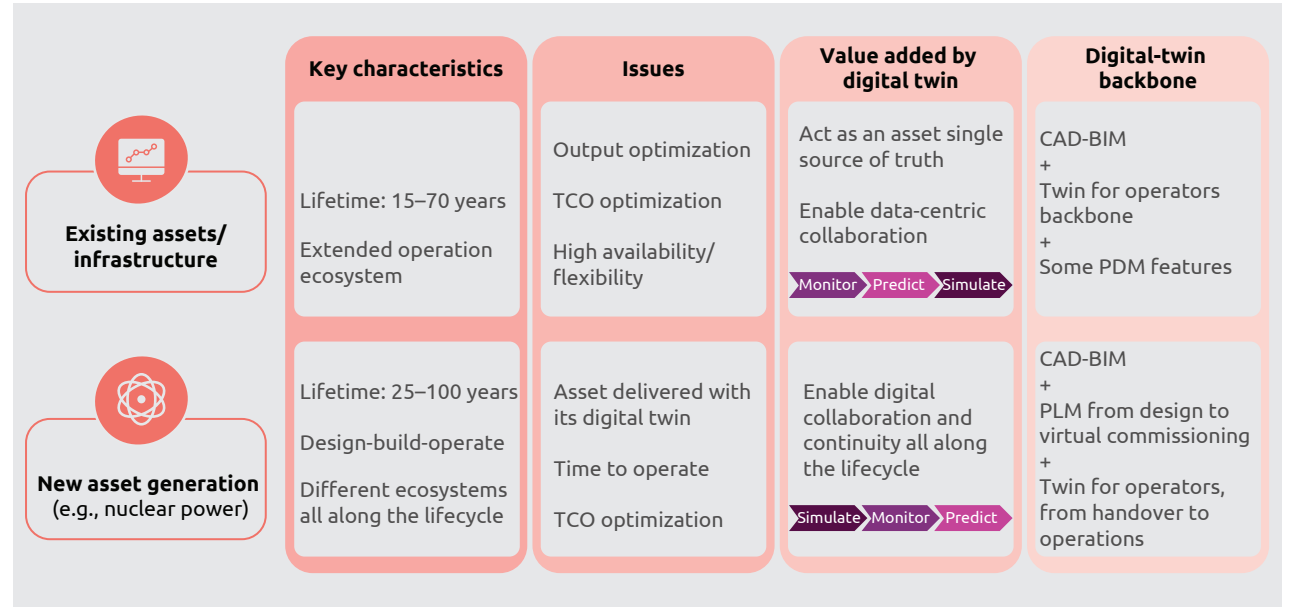 Key characteristics
Issues
Value added by
digital twin
Digital-twin
backbone
Existing assets/
infrastructure
Lifetime: 15–70 years
Extended operation
ecosystem
Output optimization
TCO optimization
High availability/
flexibility
Act as an asset single
source of truth
Enable data-centric
collaboration
Monitor Predict Simulate
CAD-BIM
+
Twin for operators
backbone
+
Some PDM features
New asset generation
(e.g., nuclear power)
Lifetime: 25–100 years
Design-build-operate
Different ecosystems
all along the lifecycle
Asset delivered with
its digital twin
Time to operate
TCO optimization
Enable digital
collaboration and
continuity all along
the lifecycle
Simulate Monitor Predict
CAD-BIM
+
PLM from design to
virtual commissioning
+
Twin for operators,
from handover to
operations